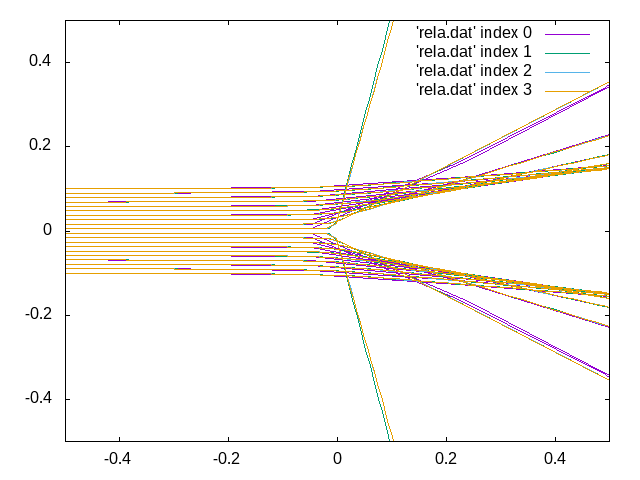 'rela.dat' index 0
'rela.dat' index 1
'rela.dat' index 2
'rela.dat' index 3
0.4
0.2
0
-0.2
-0.4
-0.4 -0.2 0 0.2 0.4